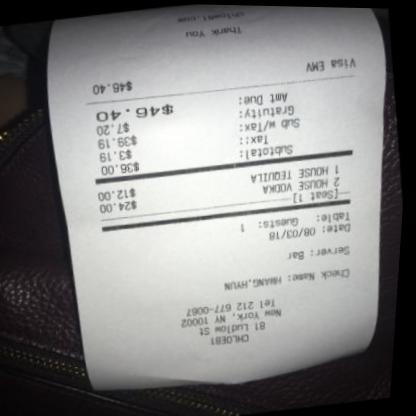 CHLOE81
81 Ludlow St
New York, NY 10002
Tel 212 677-0067
Check Name: HWANG,HYUN
Server: Bar
Date: 08/03/18
Table: Guests: 1
[Seat 1]
2 HOUSE VODKA $24.00
1 HOUSE TEQUILA $12.00
Subtotal: $36.00
Tax: $3.19
Sub w/Tax: $39.19
Gratuity: $7.20
Amt Due: $46.40
Visa EMV $46.40
Thank You